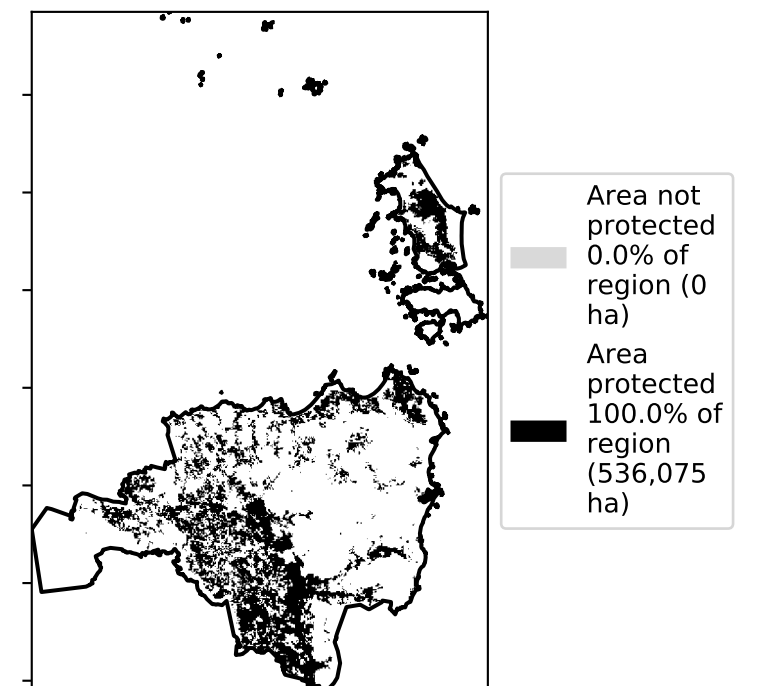 Area not
protected
0.0% of
region (0
ha)
Area
protected
100.0% of
region
(536,075
ha)